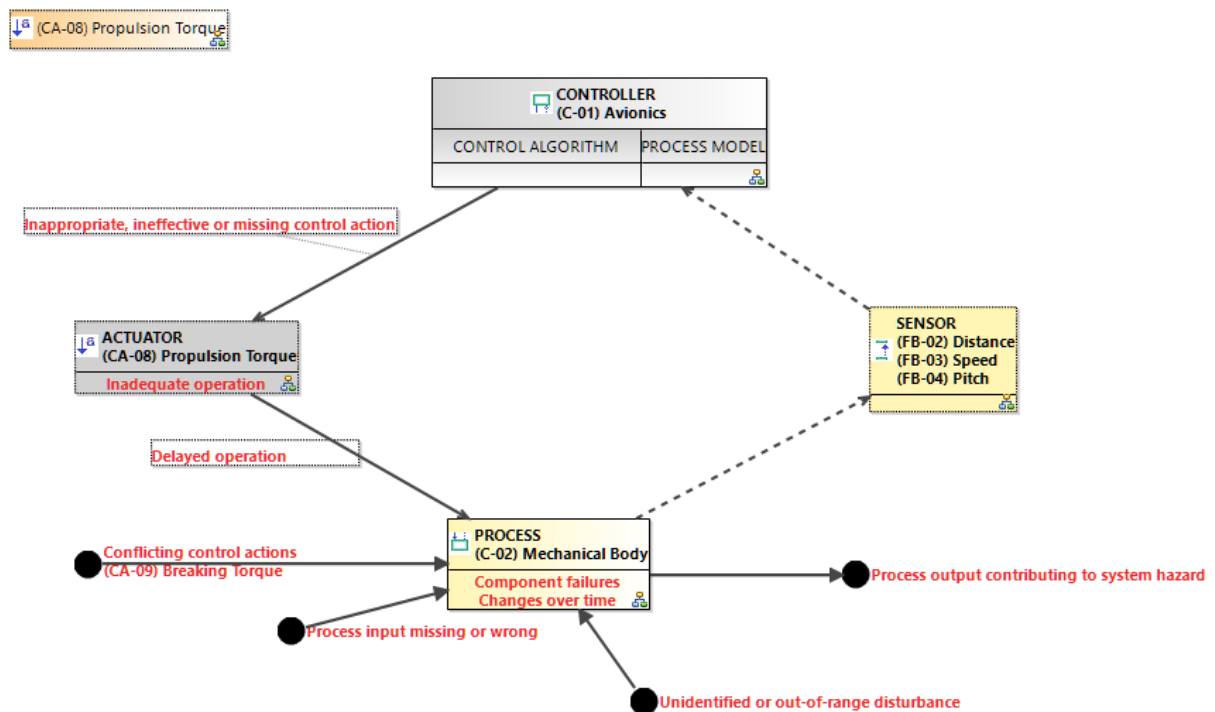 (CA-08) Propulsion Torque
CONTROLLER
(C-01) Avionics
CONTROL ALGORITHM
PROCESS MODEL
Inappropriate, ineffective or missing control action
ACTUATOR
(CA-08) Propulsion Torque
Inadequate operation
SENSOR
(FB-02) Distance
(FB-03) Speed
(FB-04) Pitch
Delayed operation
PROCESS
(C-02) Mechanical Body
Component failures
Changes over time
Conflicting control actions
(CA-09) Breaking Torque
Process output contributing to system hazard
Process input missing or wrong
Unidentified or out-of-range disturbance